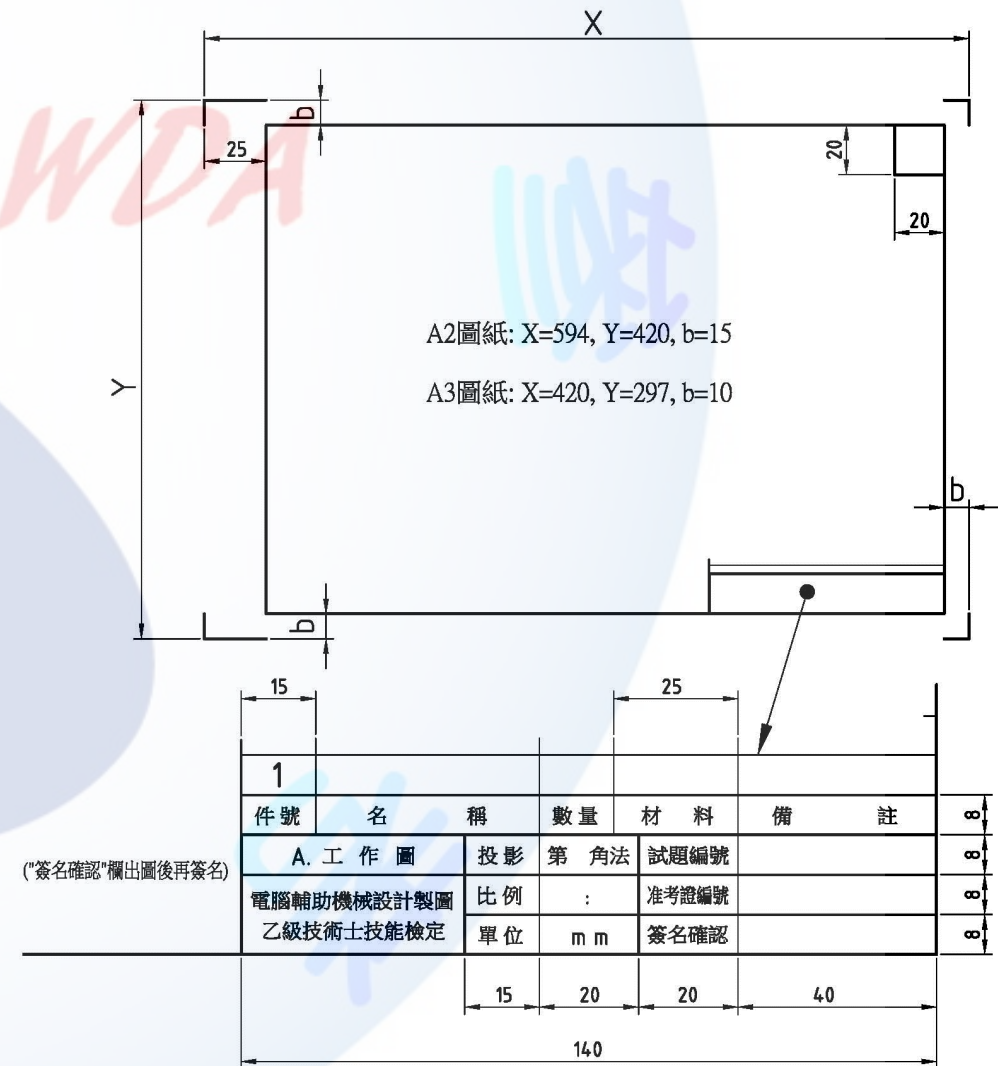 X
WDA
b
25
20
20
A2圖紙: X=594, Y=420, b=15
A3圖紙: X=420, Y=297, b=10
Y
b
b
15
25
1
件號 名 稱 數量 材 料 備 註
8
A. 工 作 圖 投影 第 角法 試題編號
8
("簽名確認"欄出圖後再簽名)
電腦輔助機械設計製圖 比例 : 准考證編號
8
乙級技術士技能檢定 單位 m m 簽名確認
8
15 20 20 40
140